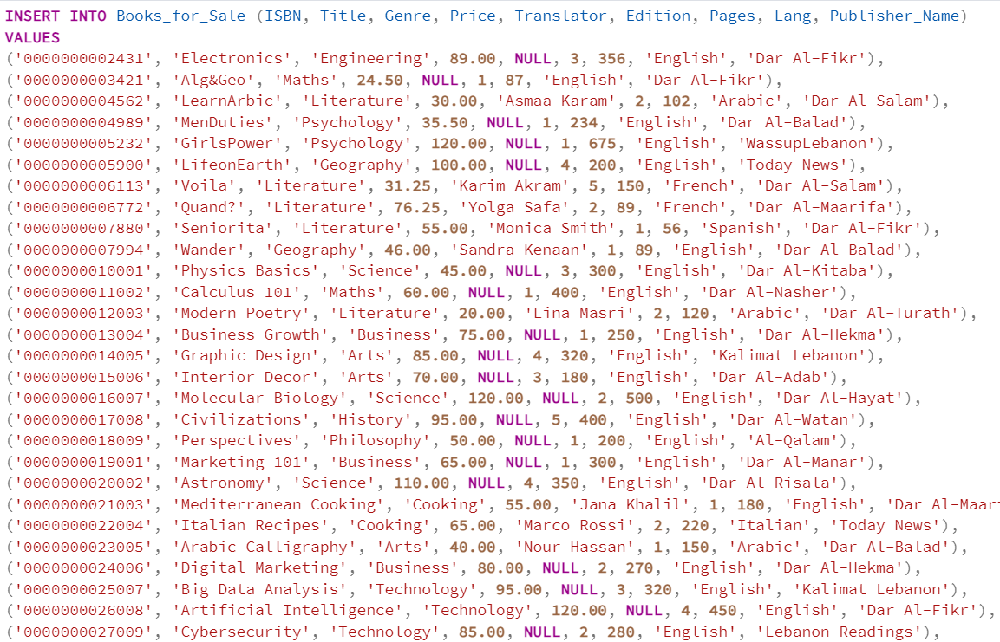 INSERT INTO Books_for_Sale (ISBN, Title, Genre, Price, Translator, Edition, Pages, Lang, Publisher_Name)
VALUES
('0000000002431', 'Electronics', 'Engineering', 89.00, NULL, 3, 356, 'English', 'Dar Al-Fikr'),
('0000000003421', 'Alg&Geo', 'Maths', 24.50, NULL, 1, 87, 'English', 'Dar Al-Fikr'),
('0000000004562', 'LearnArbic', 'Literature', 30.00, 'Asmaa Karam', 2, 102, 'Arabic', 'Dar Al-Salam'),
('0000000004989', 'MenDuties', 'Psychology', 35.50, NULL, 1, 234, 'English', 'Dar Al-Balad'),
('0000000005232', 'GirlsPower', 'Psychology', 120.00, NULL, 1, 675, 'English', 'WassupLebanon'),
('0000000005900', 'LifeonEarth', 'Geography', 100.00, NULL, 4, 200, 'English', 'Today News'),
('0000000006113', 'Voila', 'Literature', 31.25, 'Karim Akram', 5, 150, 'French', 'Dar Al-Salam'),
('0000000006772', 'Quand?', 'Literature', 76.25, 'Yolga Safa', 2, 89, 'French', 'Dar Al-Maarifa'),
('0000000007880', 'Seniorita', 'Literature', 55.00, 'Monica Smith', 1, 56, 'Spanish', 'Dar Al-Fikr'),
('0000000007994', 'Wander', 'Geography', 46.00, 'Sandra Kenaan', 1, 89, 'English', 'Dar Al-Balad'),
('0000000010001', 'Physics Basics', 'Science', 45.00, NULL, 3, 300, 'English', 'Dar Al-Kitaba'),
('0000000011002', 'Calculus 101', 'Maths', 60.00, NULL, 1, 400, 'English', 'Dar Al-Nasher'),
('0000000012003', 'Modern Poetry', 'Literature', 20.00, 'Lina Masri', 2, 120, 'Arabic', 'Dar Al-Turath'),
('0000000013004', 'Business Growth', 'Business', 75.00, NULL, 1, 250, 'English', 'Dar Al-Hekma'),
('0000000014005', 'Graphic Design', 'Arts', 85.00, NULL, 4, 320, 'English', 'Kalimat Lebanon'),
('0000000015006', 'Interior Decor', 'Arts', 70.00, NULL, 3, 180, 'English', 'Dar Al-Adab'),
('0000000016007', 'Molecular Biology', 'Science', 120.00, NULL, 2, 500, 'English', 'Dar Al-Hayat'),
('0000000017008', 'Civilizations', 'History', 95.00, NULL, 5, 400, 'English', 'Dar Al-Watan'),
('0000000018009', 'Perspectives', 'Philosophy', 50.00, NULL, 1, 200, 'English', 'Al-Qalam'),
('0000000019001', 'Marketing 101', 'Business', 65.00, NULL, 1, 300, 'English', 'Dar Al-Manar'),
('0000000020002', 'Astronomy', 'Science', 110.00, NULL, 4, 350, 'English', 'Dar Al-Risala'),
('0000000021003', 'Mediterranean Cooking', 'Cooking', 55.00, 'Jana Khalil', 1, 180, 'English', 'Dar Al-Maari
('0000000022004', 'Italian Recipes', 'Cooking', 65.00, 'Marco Rossi', 2, 220, 'Italian', 'Today News'),
('0000000023005', 'Arabic Calligraphy', 'Arts', 40.00, 'Nour Hassan', 1, 150, 'Arabic', 'Dar Al-Balad'),
('0000000024006', 'Digital Marketing', 'Business', 80.00, NULL, 2, 270, 'English', 'Dar Al-Hekma'),
('0000000025007', 'Big Data Analysis', 'Technology', 95.00, NULL, 3, 320, 'English', 'Kalimat Lebanon'),
('0000000026008', 'Artificial Intelligence', 'Technology', 120.00, NULL, 4, 450, 'English', 'Dar Al-Fikr'),
('0000000027009', 'Cybersecurity', 'Technology', 85.00, NULL, 2, 280, 'English', 'Lebanon Readings'),